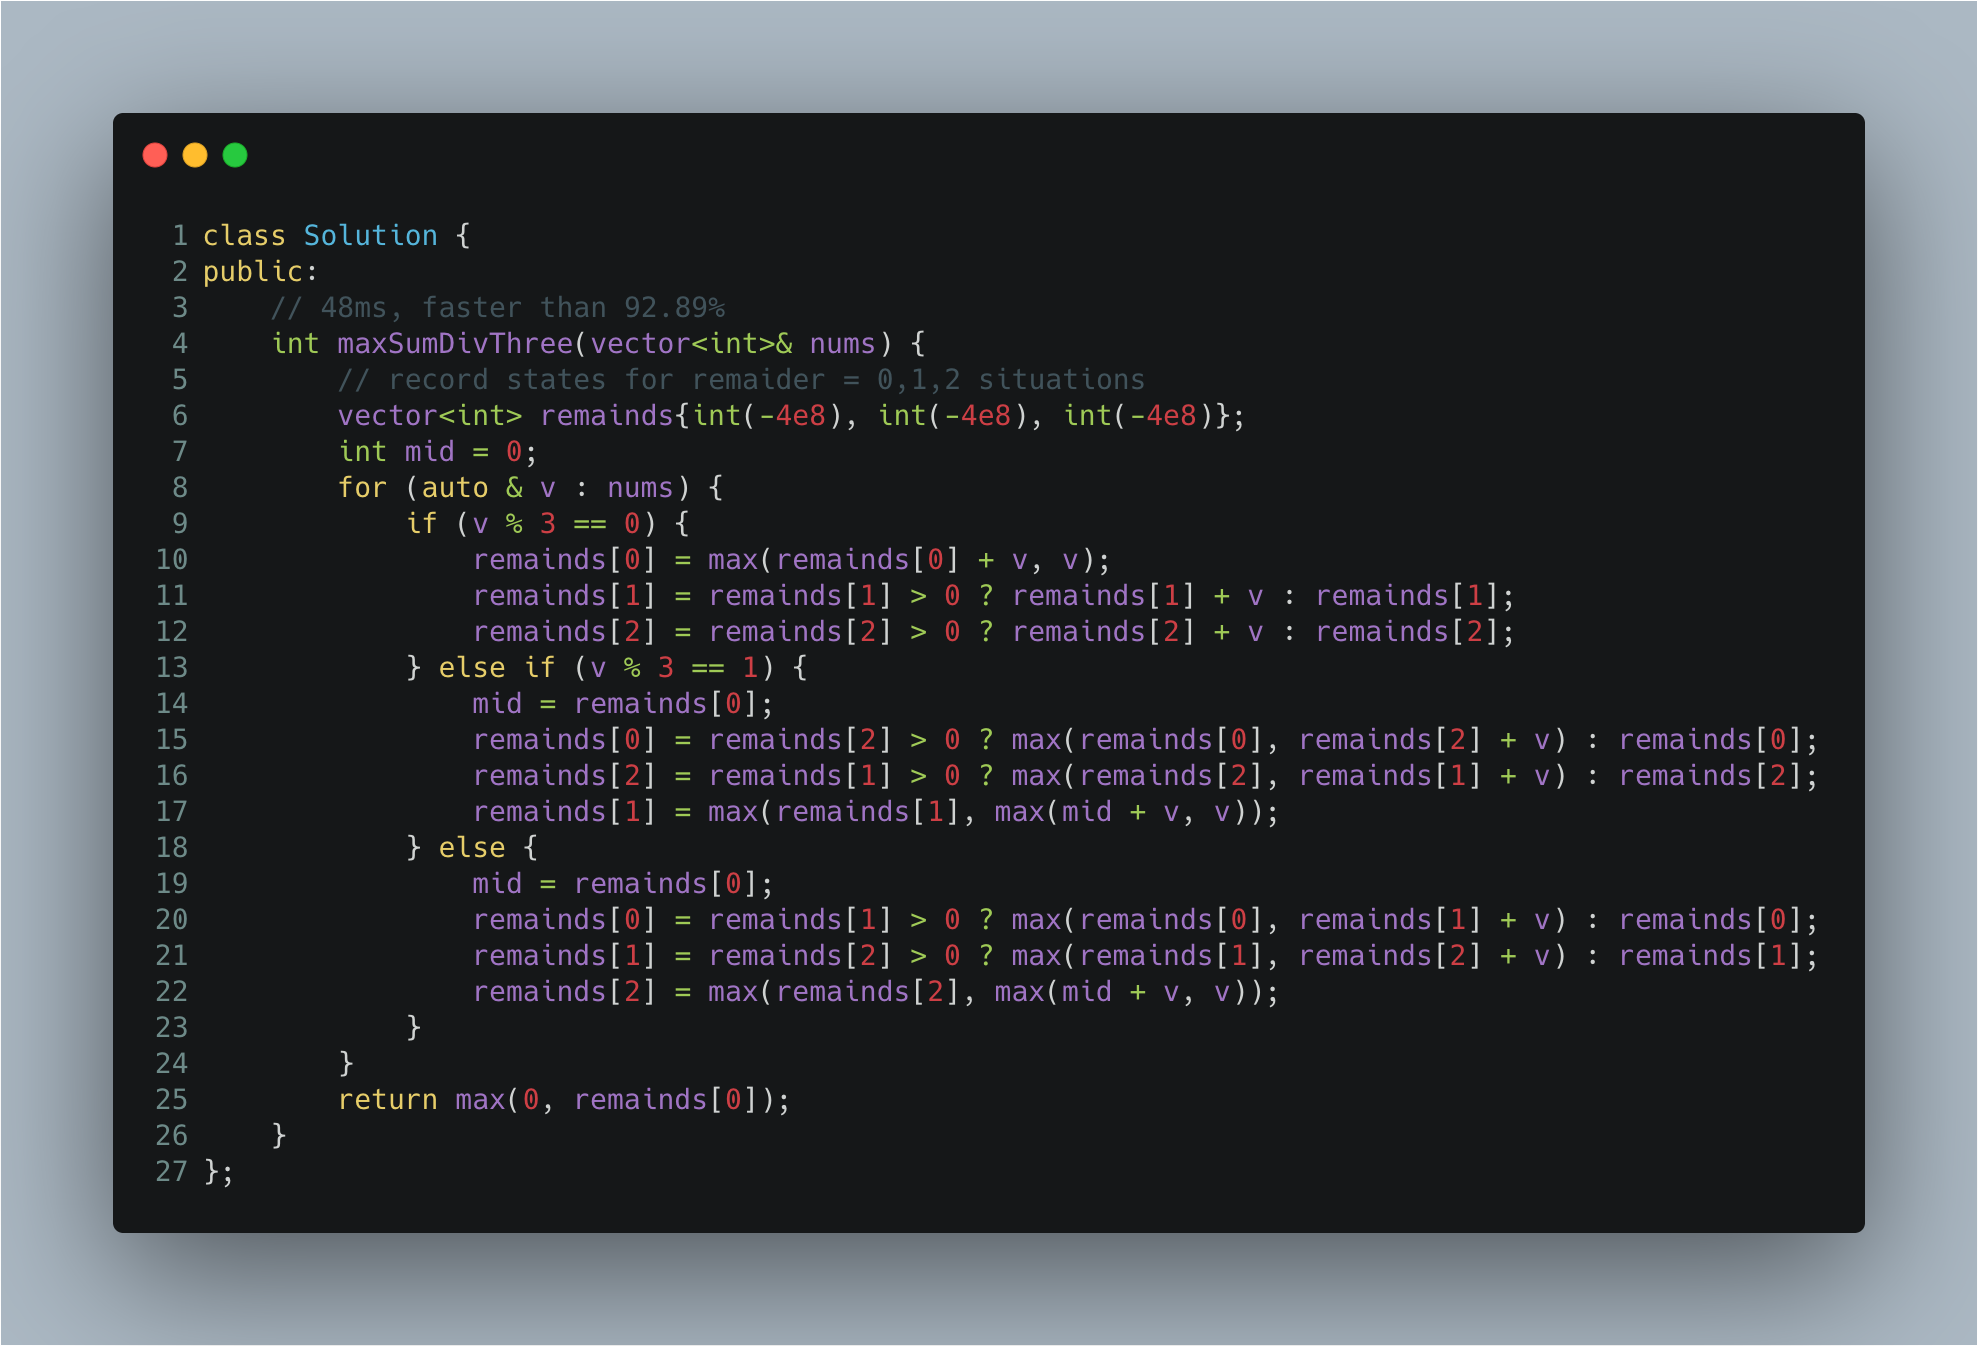 1 class Solution {
2 public:
3     // 48ms, faster than 92.89%
4     int maxSumDivThree(vector<int>& nums) {
5         // record states for remaider = 0,1,2 situations
6         vector<int> remainds{int(-4e8), int(-4e8), int(-4e8)};
7         int mid = 0;
8         for (auto & v : nums) {
9             if (v % 3 == 0) {
10                 remainds[0] = max(remainds[0] + v, v);
11                 remainds[1] = remainds[1] > 0 ? remainds[1] + v : remainds[1];
12                 remainds[2] = remainds[2] > 0 ? remainds[2] + v : remainds[2];
13             } else if (v % 3 == 1) {
14                 mid = remainds[0];
15                 remainds[0] = remainds[2] > 0 ? max(remainds[0], remainds[2] + v) : remainds[0];
16                 remainds[2] = remainds[1] > 0 ? max(remainds[2], remainds[1] + v) : remainds[2];
17                 remainds[1] = max(remainds[1], max(mid + v, v));
18             } else {
19                 mid = remainds[0];
20                 remainds[0] = remainds[1] > 0 ? max(remainds[0], remainds[1] + v) : remainds[0];
21                 remainds[1] = remainds[2] > 0 ? max(remainds[1], remainds[2] + v) : remainds[1];
22                 remainds[2] = max(remainds[2], max(mid + v, v));
23             }
24         }
25         return max(0, remainds[0]);
26     }
27 };